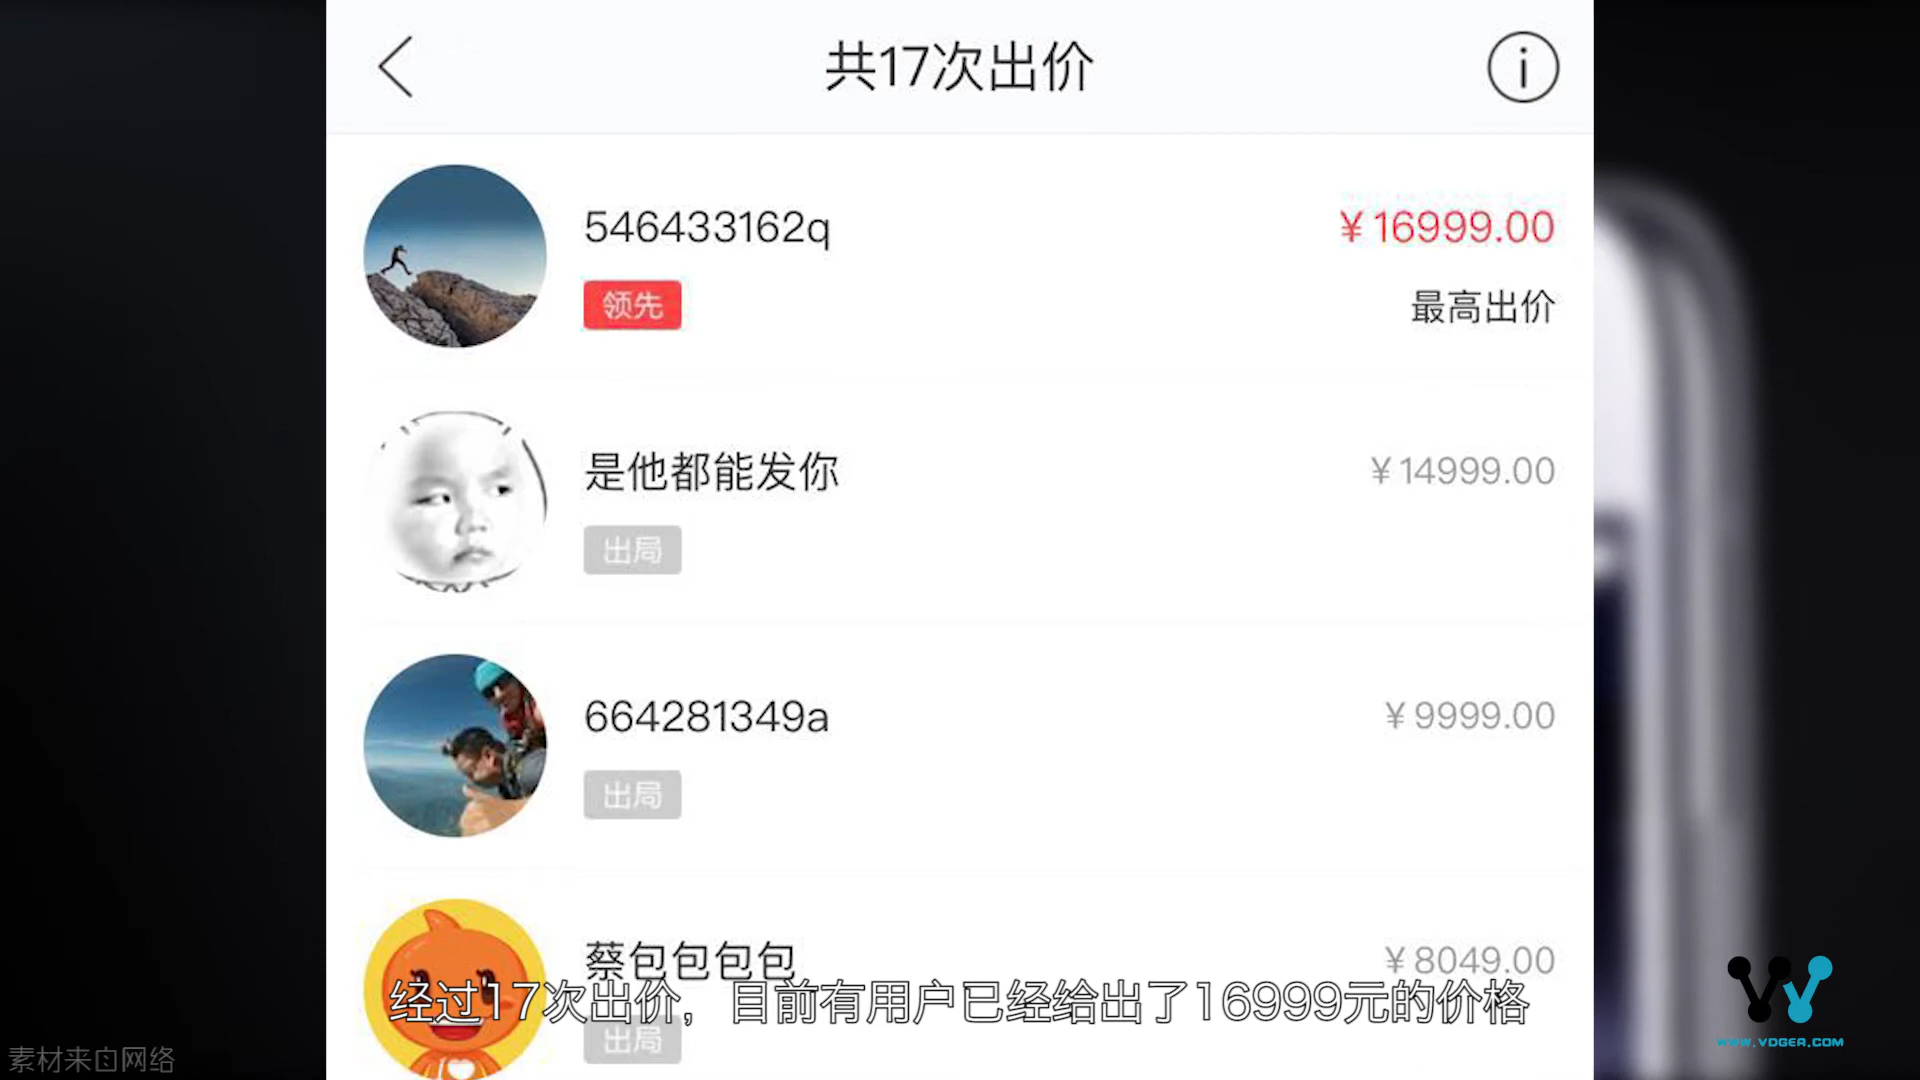 共17次出价
546433162q
¥16999.00
领先
最高出价
是他都能发你
¥14999.00
出局
664281349a
¥9999.00
出局
蔡包包包包
¥8049.00
经过17次出价，目前有用户已经给出了16999元的价格
出局
WWW.VOGER.COM
素材来自网络